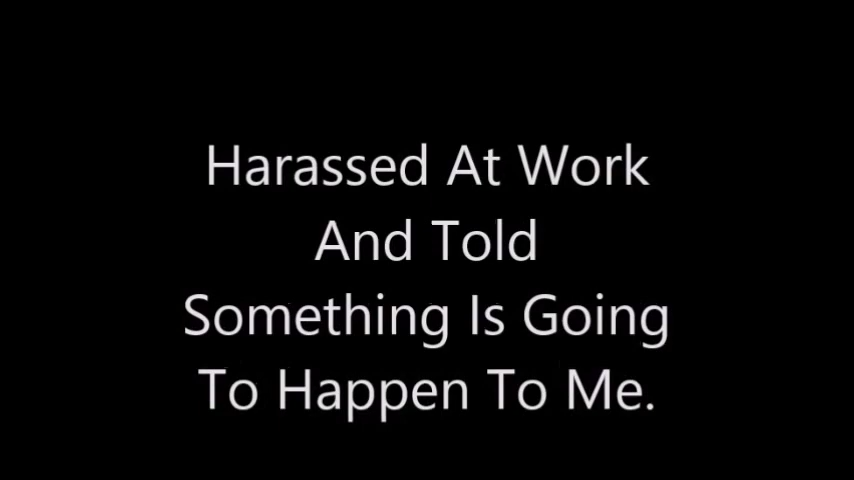 Harassed At Work
And Told
Something Is Going
To Happen To Me.